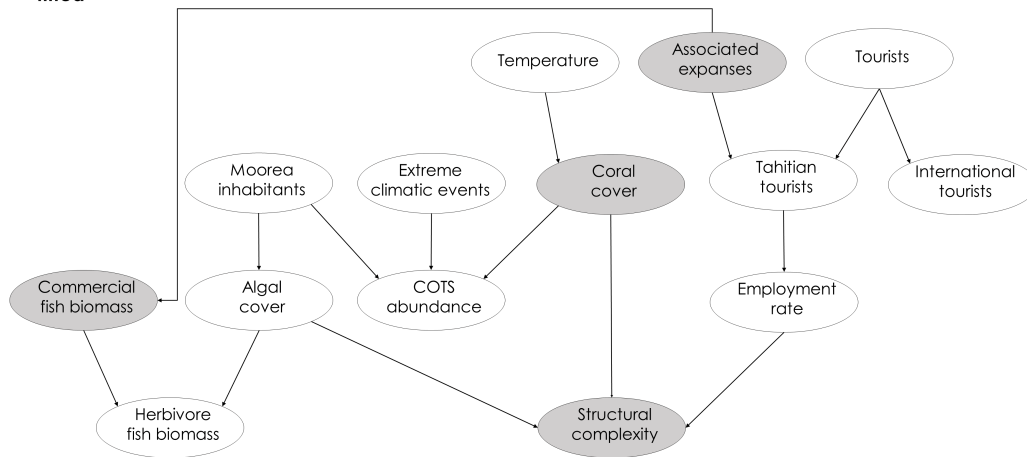 Temperature
Associated
expanses
Tourists
Moorea
inhabitants
Extreme
climatic events
Coral
cover
Tahitian
tourists
International
tourists
Commercial
fish biomass
Algal
cover
COTS
abundance
Employment
rate
Herbivore
fish biomass
Structural
complexity